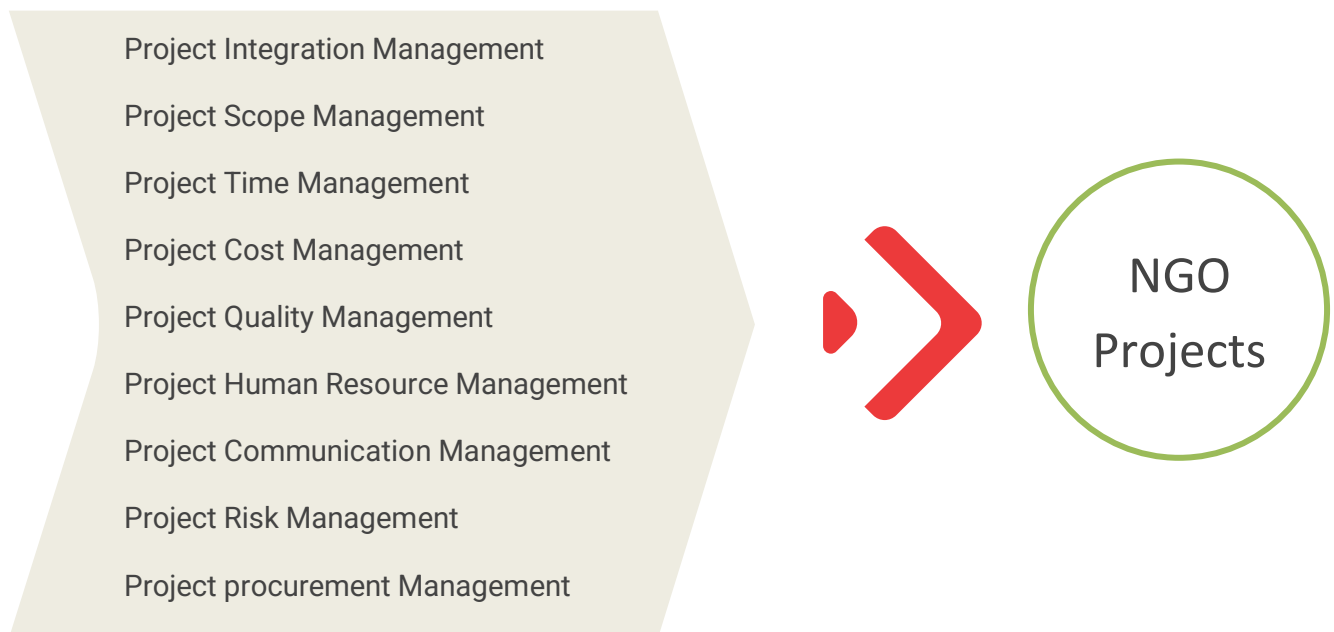 Project Integration Management
Project Scope Management
Project Time Management
Project Cost Management
Project Quality Management
Project Human Resource Management
Project Communication Management
Project Risk Management
Project procurement Management
NGO
Projects